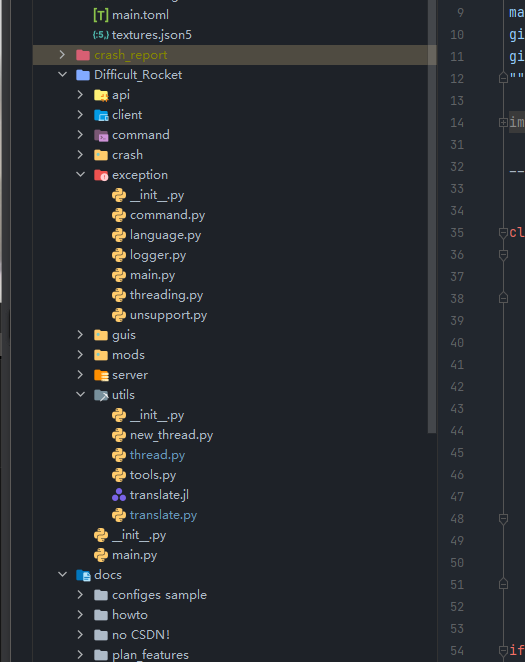 main.toml
textures.json5
crash_report
Difficult_Rocket
api
client
command
crash
exception
__init__.py
command.py
language.py
logger.py
main.py
threading.py
unsupport.py
guis
mods
server
utils
__init__.py
new_thread.py
thread.py
tools.py
translate.jl
translate.py
__init__.py
main.py
docs
configes sample
howto
no CSDN!
plan_features
9 ma
10 gi
11 gi
12 ""
13
14 im
31
32 --
33
34
35 cl
36
37
38
39
40
41
42
43
44
45
46
47
48
49
50
51
52
53
54 if